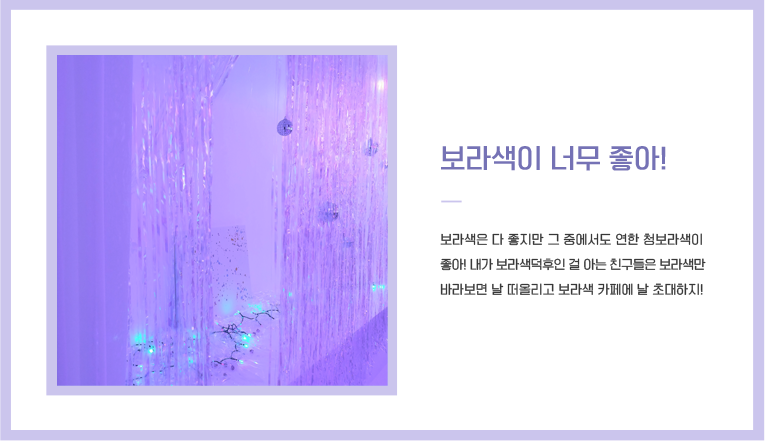 보라색이 너무 좋아!
보라색은 다 좋지만 그 중에서도 연한 청보라색이
좋아! 내가 보라색덕후인 걸 아는 친구들은 보라색만
바라보면 날 떠올리고 보라색 카페에 날 초대하지!